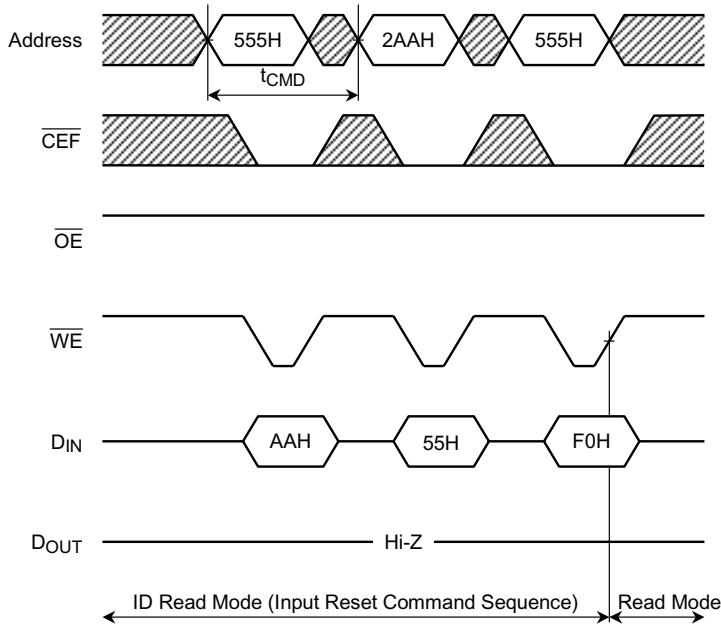 Address 555H 2AAH 555H
tCMD
CEF
OE
WE
DIN AAH 55H F0H
DOUT Hi-Z
ID Read Mode (Input Reset Command Sequence) Read Mode